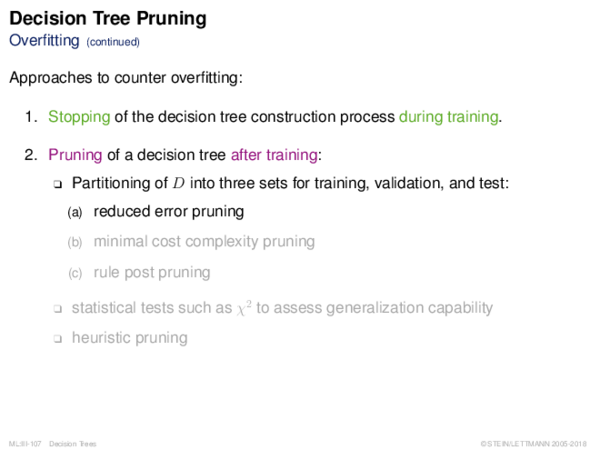 Decision Tree Pruning
Overfitting (continued)
Approaches to counter overfitting:
1. Stopping of the decision tree construction process during training.
2. Pruning of a decision tree after training:
❑ Partitioning of D into three sets for training, validation, and test:
(a) reduced error pruning
(b) minimal cost complexity pruning
(c) rule post pruning
❑ statistical tests such as χ² to assess generalization capability
❑ heuristic pruning
ML:III-107 Decision Trees © STEIN/LETTMANN 2005-2018